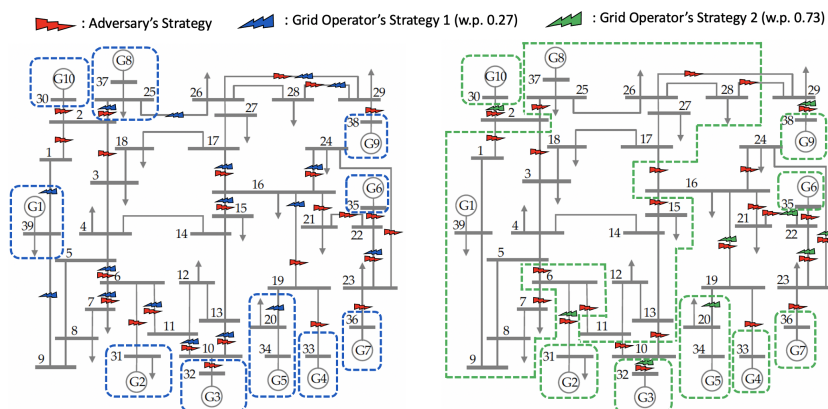 : Adversary's Strategy : Grid Operator's Strategy 1 (w.p. 0.27) : Grid Operator's Strategy 2 (w.p. 0.73)
G10 G8
30 37 25 26 28 29
2 27 38
1 18 17 24 G9
3 16 G6
G1 15 35
39 4 14 21 22
5 12 19 23
6
7 13 20 36
8 11 10 34 33 G7
9 31 32
G2 G3 G5 G4
G10 G8
30 37 25 26 28 29
2 27 38
1 18 17 24 G9
3 16 G6
G1 15 35
39 4 14 21 22
5 12 19 23
6
7 13 20 36
8 11 10 34 33 G7
9 31 32
G2 G3 G5 G4